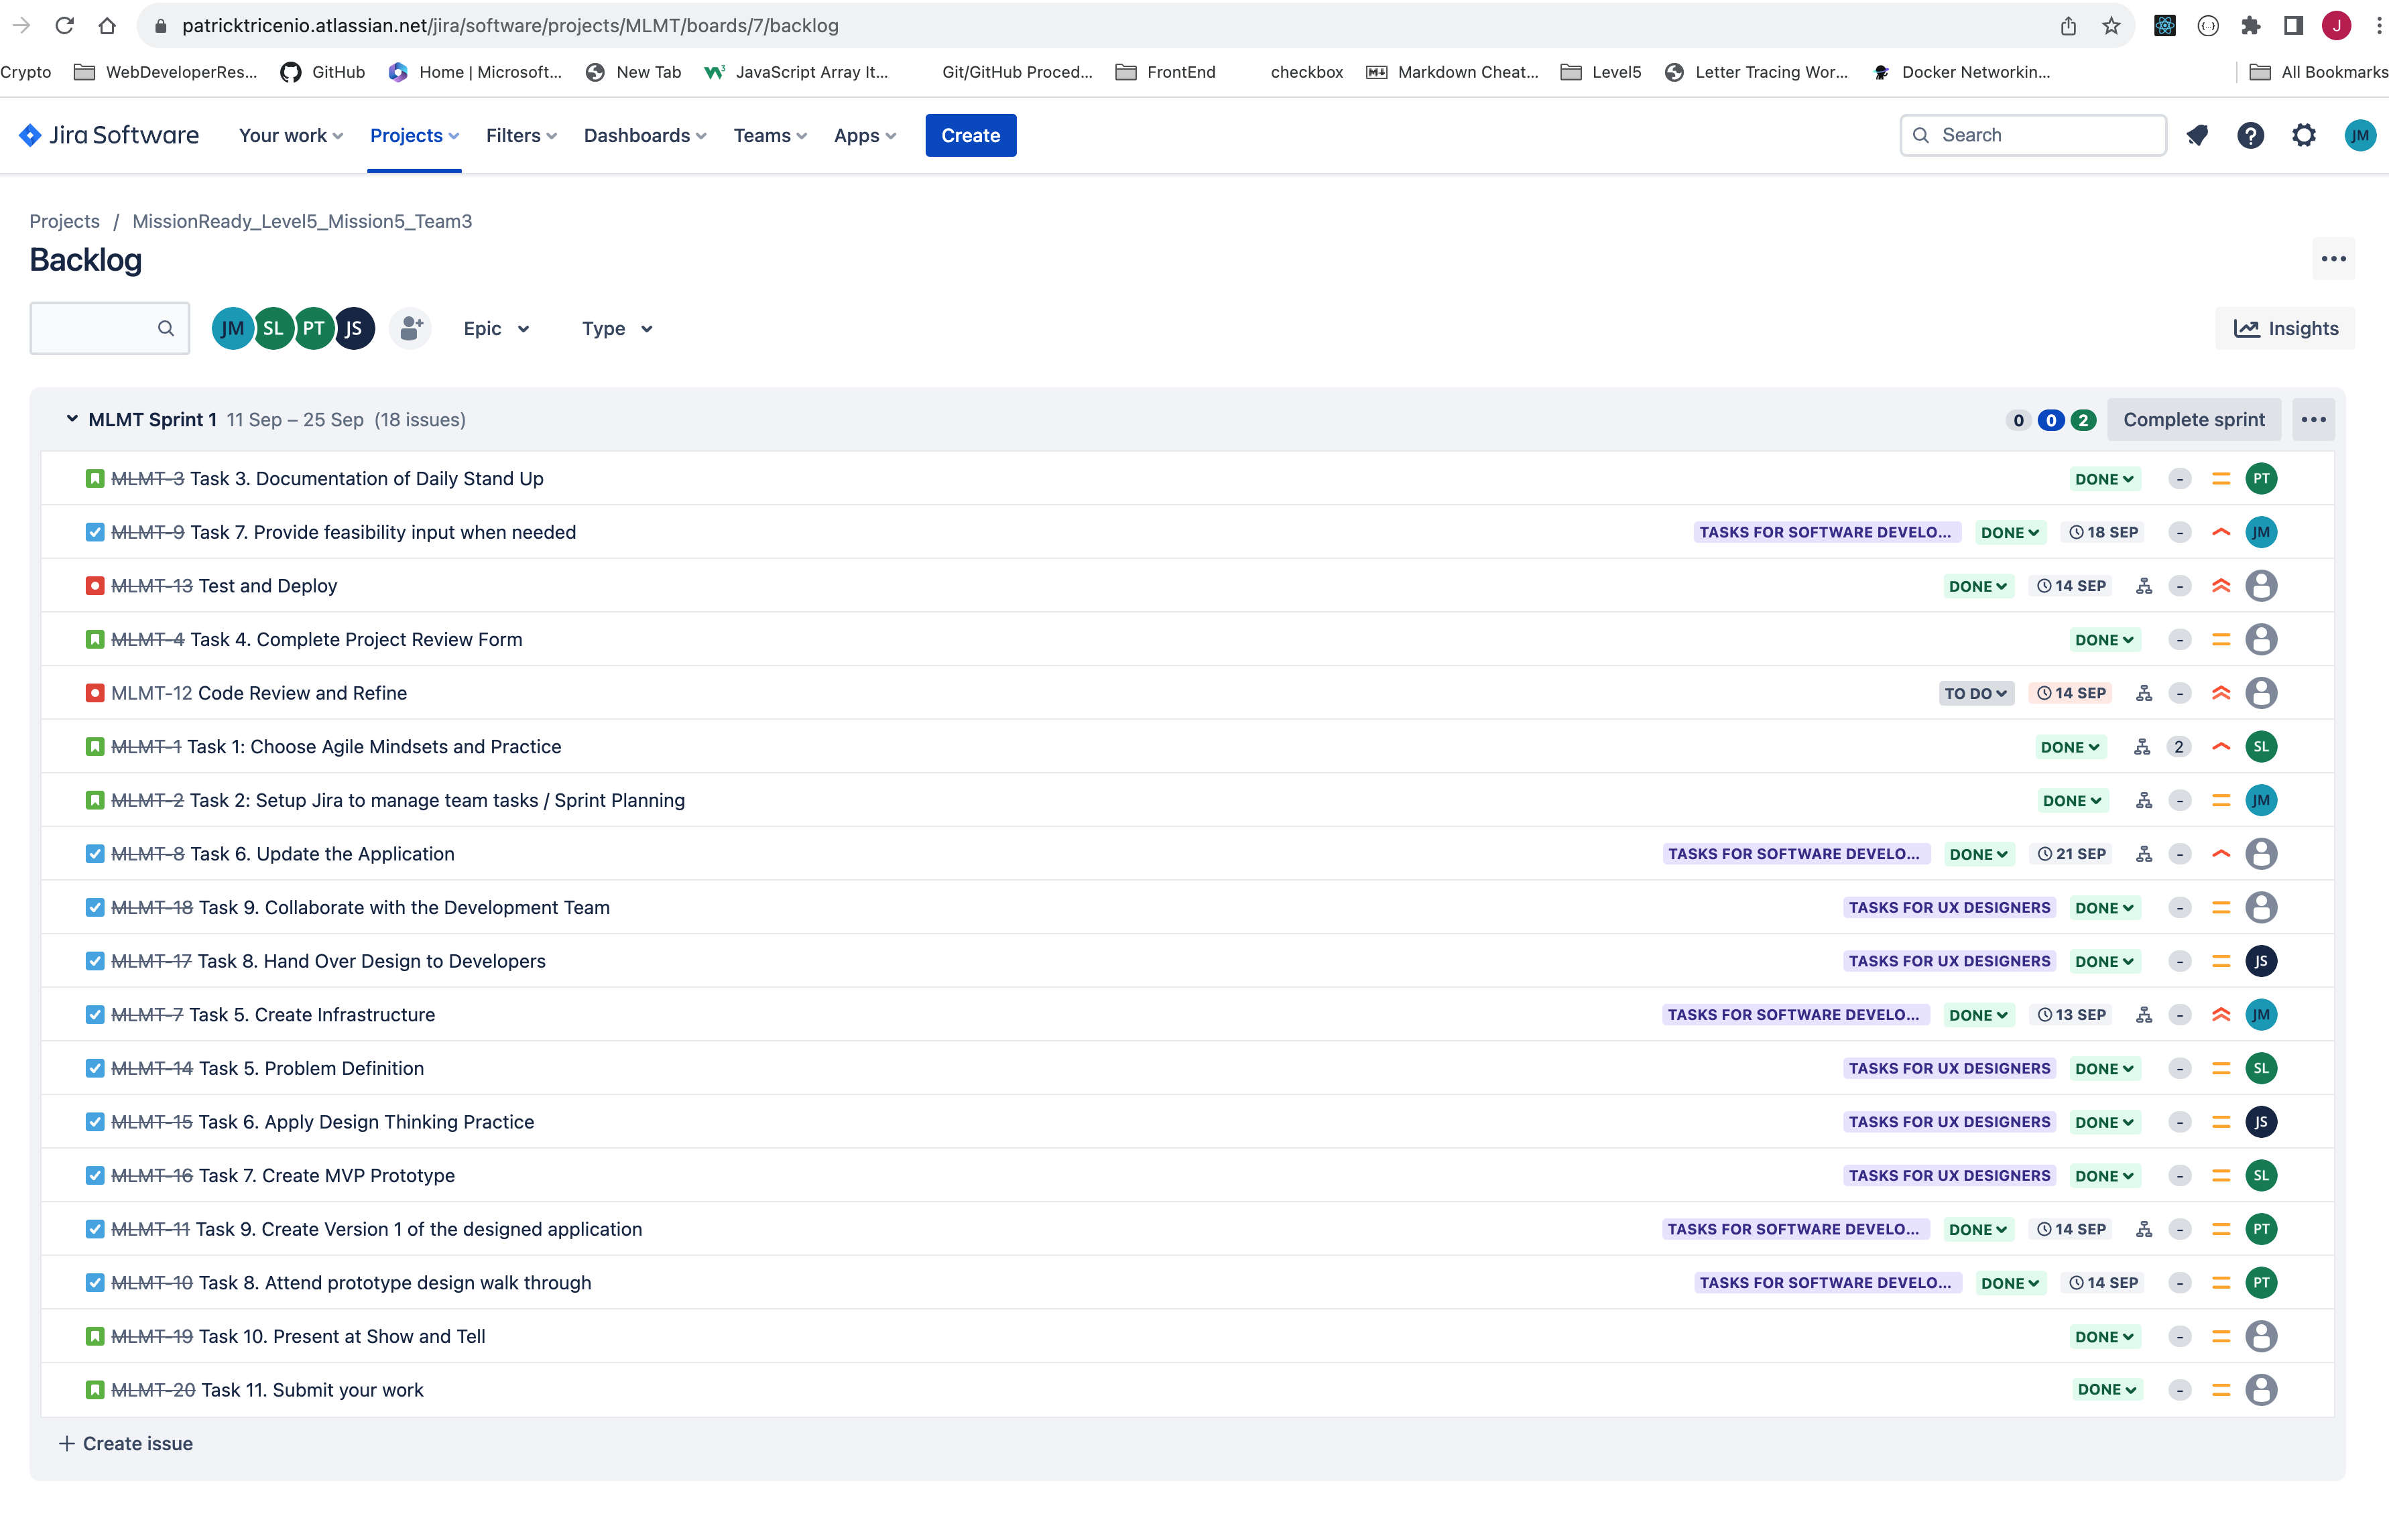 patricktricenio.atlassian.net/jira/software/projects/MLMT/boards/7/backlog
J
Crypto WebDeveloperRes... GitHub Home | Microsoft... New Tab JavaScript Array It... Git/GitHub Proced... FrontEnd checkbox Markdown Cheat... Level5 Letter Tracing Wor... Docker Networkin... All Bookmarks
Jira Software Your work Projects Filters Dashboards Teams Apps Create Search JM
Projects / MissionReady_Level5_Mission5_Team3
Backlog
JM SL PT JS Epic Type Insights
MLMT Sprint 1 11 Sep – 25 Sep (18 issues) 0 0 2 Complete sprint
MLMT-3 Task 3. Documentation of Daily Stand Up DONE - PT
MLMT-9 Task 7. Provide feasibility input when needed TASKS FOR SOFTWARE DEVELO... DONE 18 SEP - JM
MLMT-13 Test and Deploy DONE 14 SEP -
MLMT-4 Task 4. Complete Project Review Form DONE -
MLMT-12 Code Review and Refine TO DO 14 SEP -
MLMT-1 Task 1: Choose Agile Mindsets and Practice DONE 2 SL
MLMT-2 Task 2: Setup Jira to manage team tasks / Sprint Planning DONE - JM
MLMT-8 Task 6. Update the Application TASKS FOR SOFTWARE DEVELO... DONE 21 SEP -
MLMT-18 Task 9. Collaborate with the Development Team TASKS FOR UX DESIGNERS DONE -
MLMT-17 Task 8. Hand Over Design to Developers TASKS FOR UX DESIGNERS DONE - JS
MLMT-7 Task 5. Create Infrastructure TASKS FOR SOFTWARE DEVELO... DONE 13 SEP - JM
MLMT-14 Task 5. Problem Definition TASKS FOR UX DESIGNERS DONE - SL
MLMT-15 Task 6. Apply Design Thinking Practice TASKS FOR UX DESIGNERS DONE - JS
MLMT-16 Task 7. Create MVP Prototype TASKS FOR UX DESIGNERS DONE - SL
MLMT-11 Task 9. Create Version 1 of the designed application TASKS FOR SOFTWARE DEVELO... DONE 14 SEP - PT
MLMT-10 Task 8. Attend prototype design walk through TASKS FOR SOFTWARE DEVELO... DONE 14 SEP - PT
MLMT-19 Task 10. Present at Show and Tell DONE -
MLMT-20 Task 11. Submit your work DONE -
+ Create issue